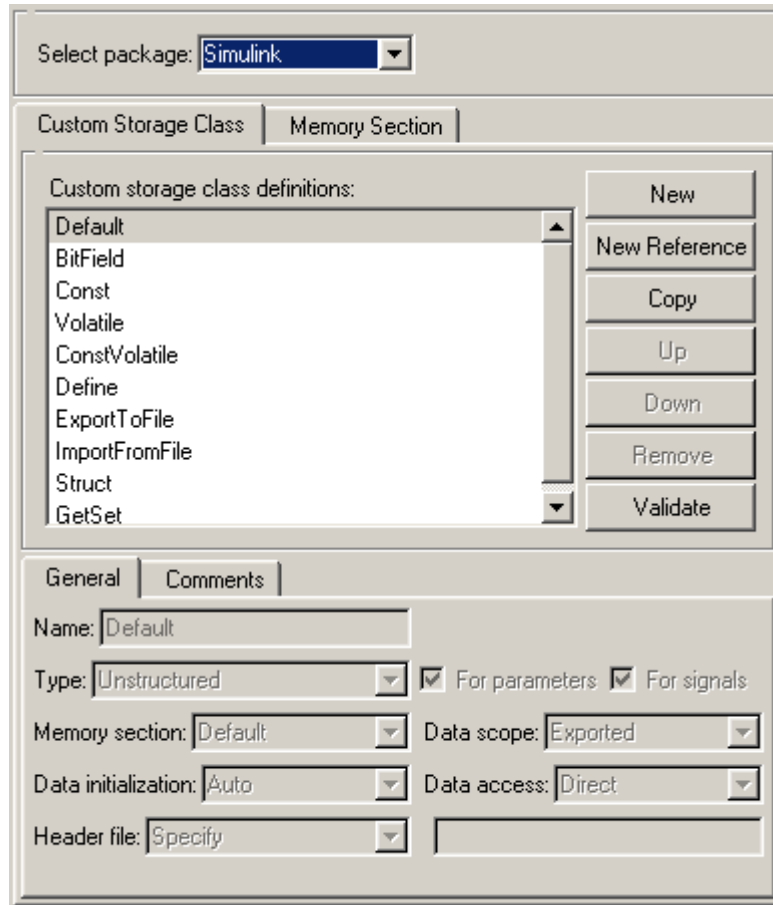 Select package: Simulink
Custom Storage Class Memory Section
Custom storage class definitions:
Default
BitField
Const
Volatile
ConstVolatile
Define
ExportToFile
ImportFromFile
Struct
GetSet
New
New Reference
Copy
Up
Down
Remove
Validate
General Comments
Name: Default
Type: Unstructured For parameters For signals
Memory section: Default Data scope: Exported
Data initialization: Auto Data access: Direct
Header file: Specify